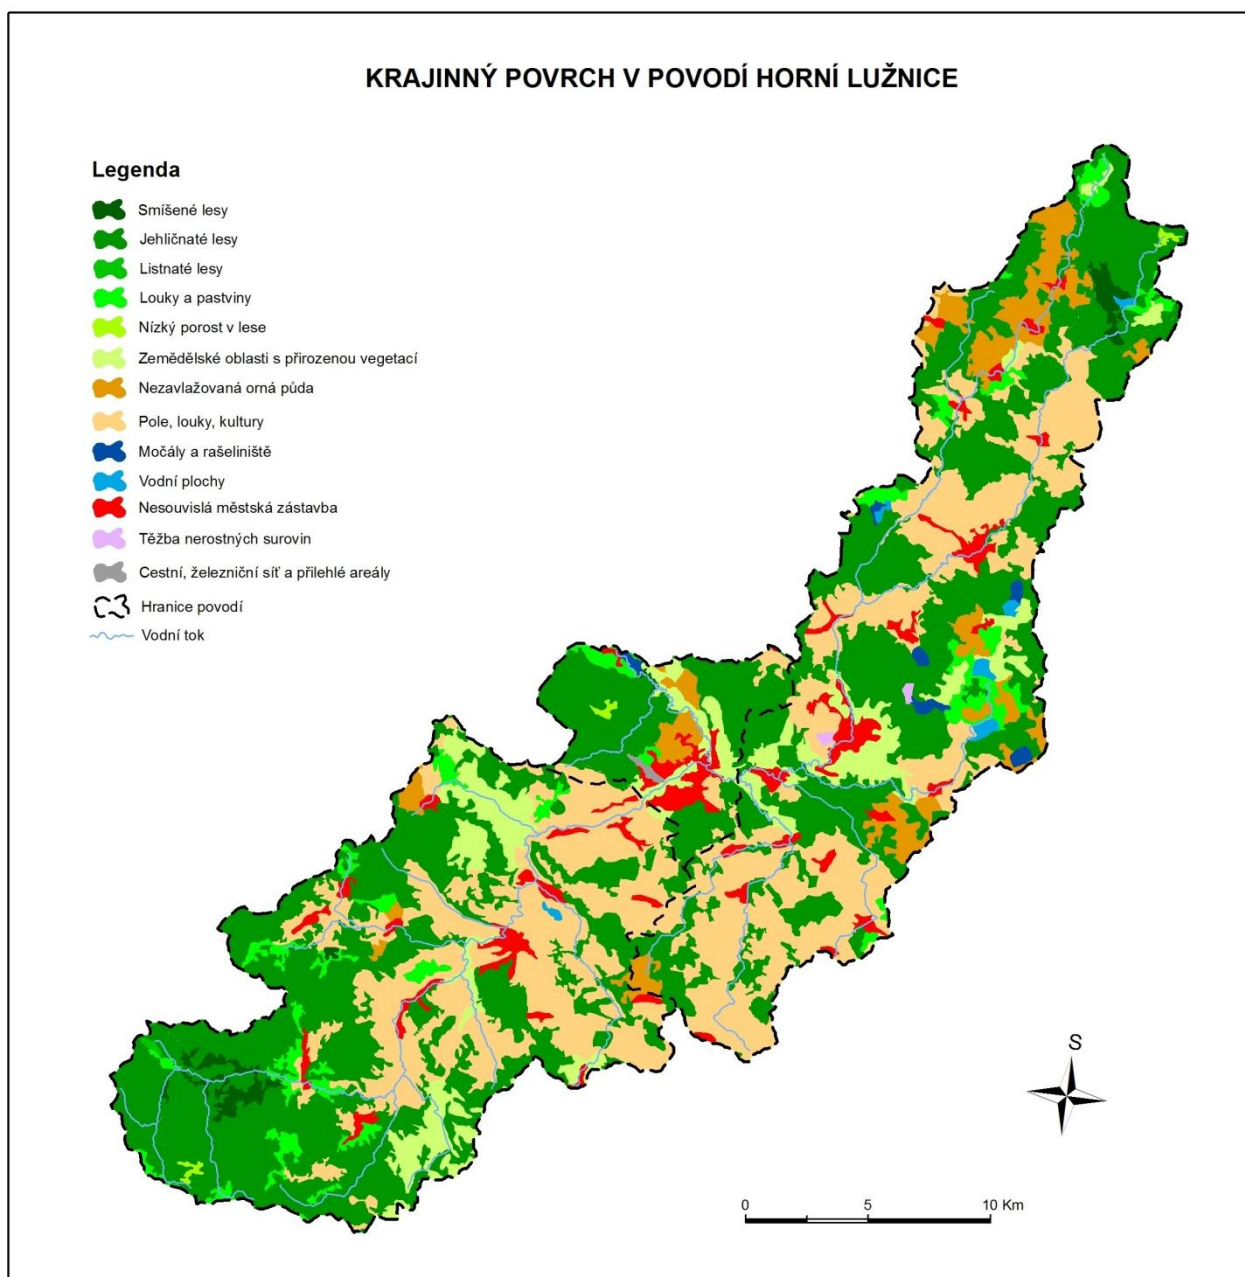 KRAJINNÝ POVRCH V POVODÍ HORNÍ LUŽNICE
Legenda
Smíšené lesy
Jehličnaté lesy
Listnaté lesy
Louky a pastviny
Nízký porost v lese
Zemědělské oblasti s přirozenou vegetací
Nezavlažovaná orná půda
Pole, louky, kultury
Močály a rašeliniště
Vodní plochy
Nesouvislá městská zástavba
Těžba nerostných surovin
Cestní, železniční síť a přilehlé areály
Hranice povodí
Vodní tok
S
0 5 10 Km